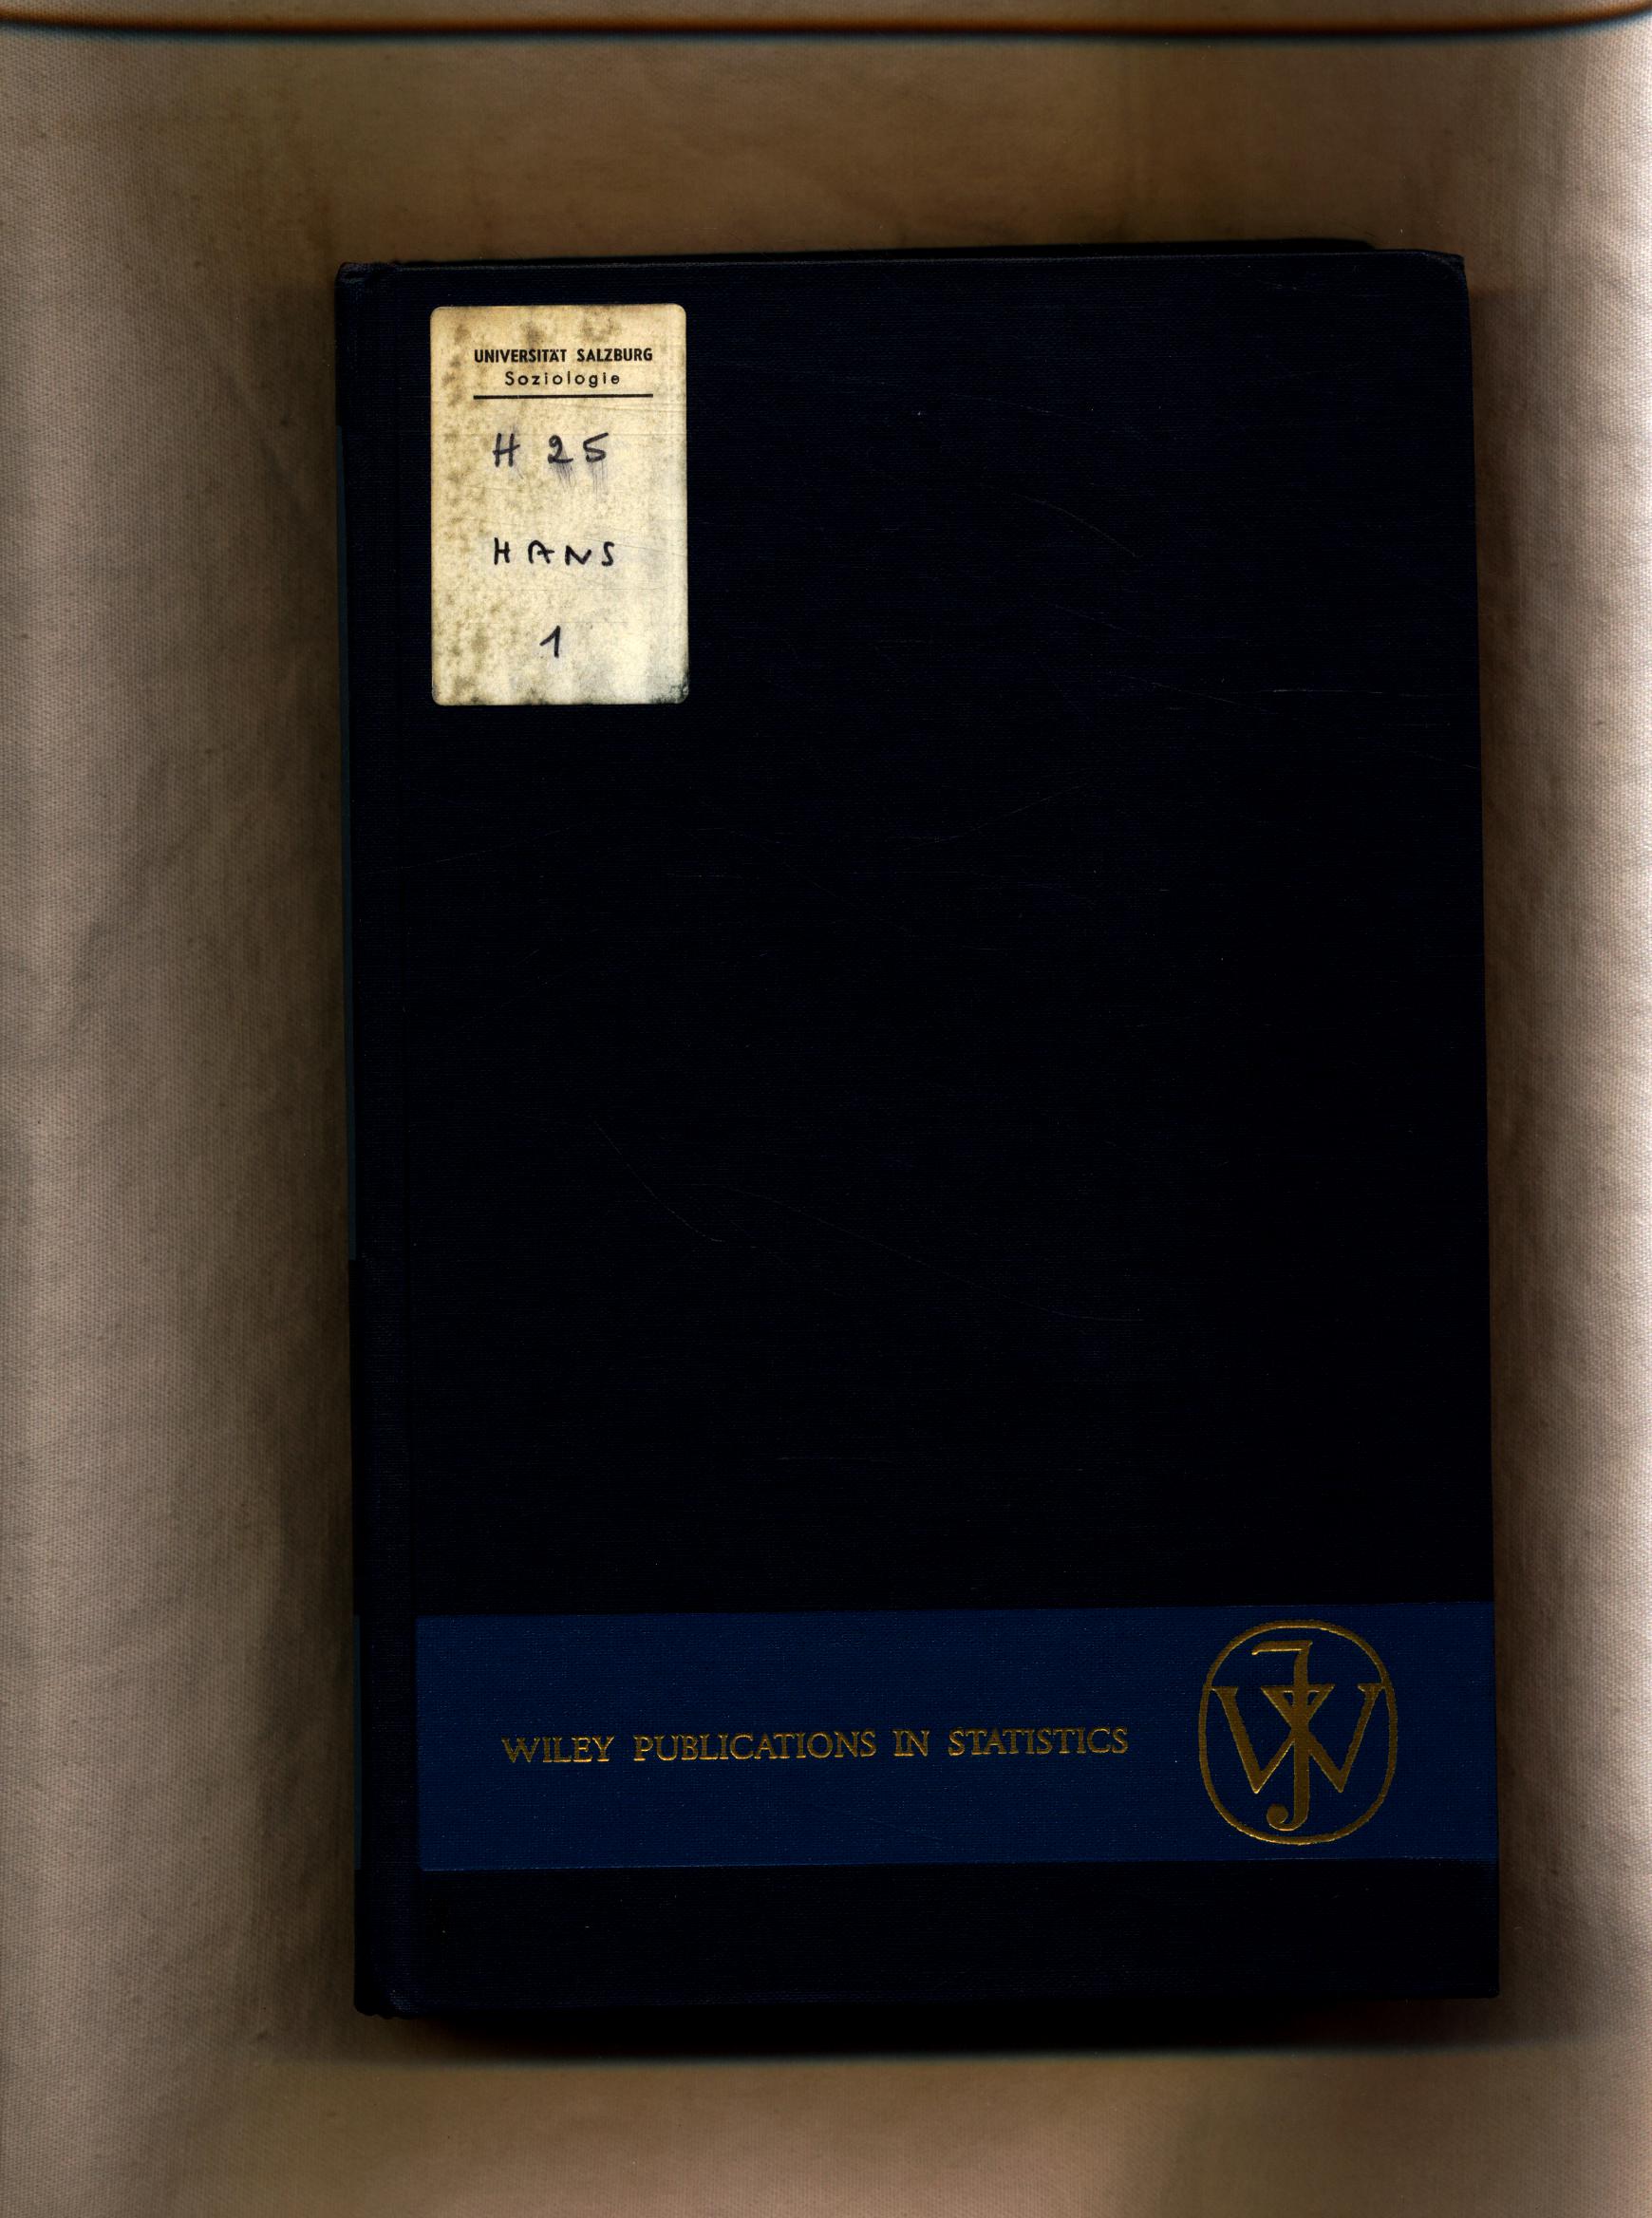 UNIVERSITÄT SALZBURG
Soziologie
H 25
HANS
1
WILEY PUBLICATIONS IN STATISTICS
JW